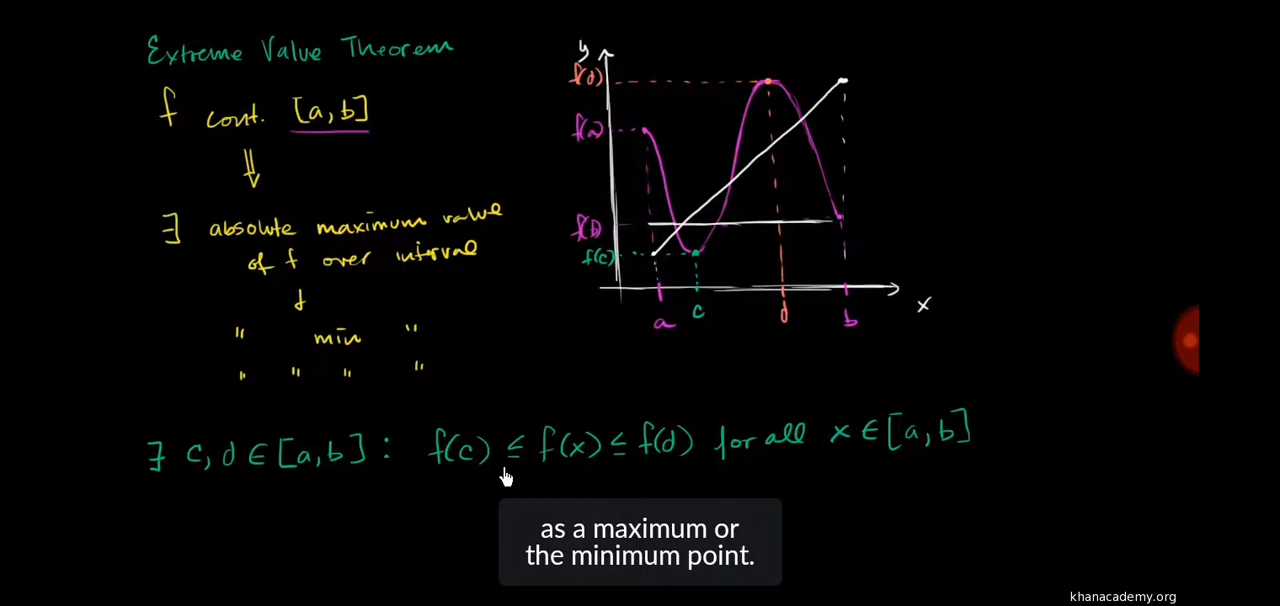 Extreme Value Theorem
f cont. [a, b]
⇓
∃ absolute maximum value
of f over interval
&
" min "
" " " "
y
f(d)
f(a)
f(b)
f(c)
a c d b x
∃ c, d ∈ [a, b] : f(c) ≤ f(x) ≤ f(d) for all x ∈ [a, b]
as a maximum or
the minimum point.
khanacademy.org